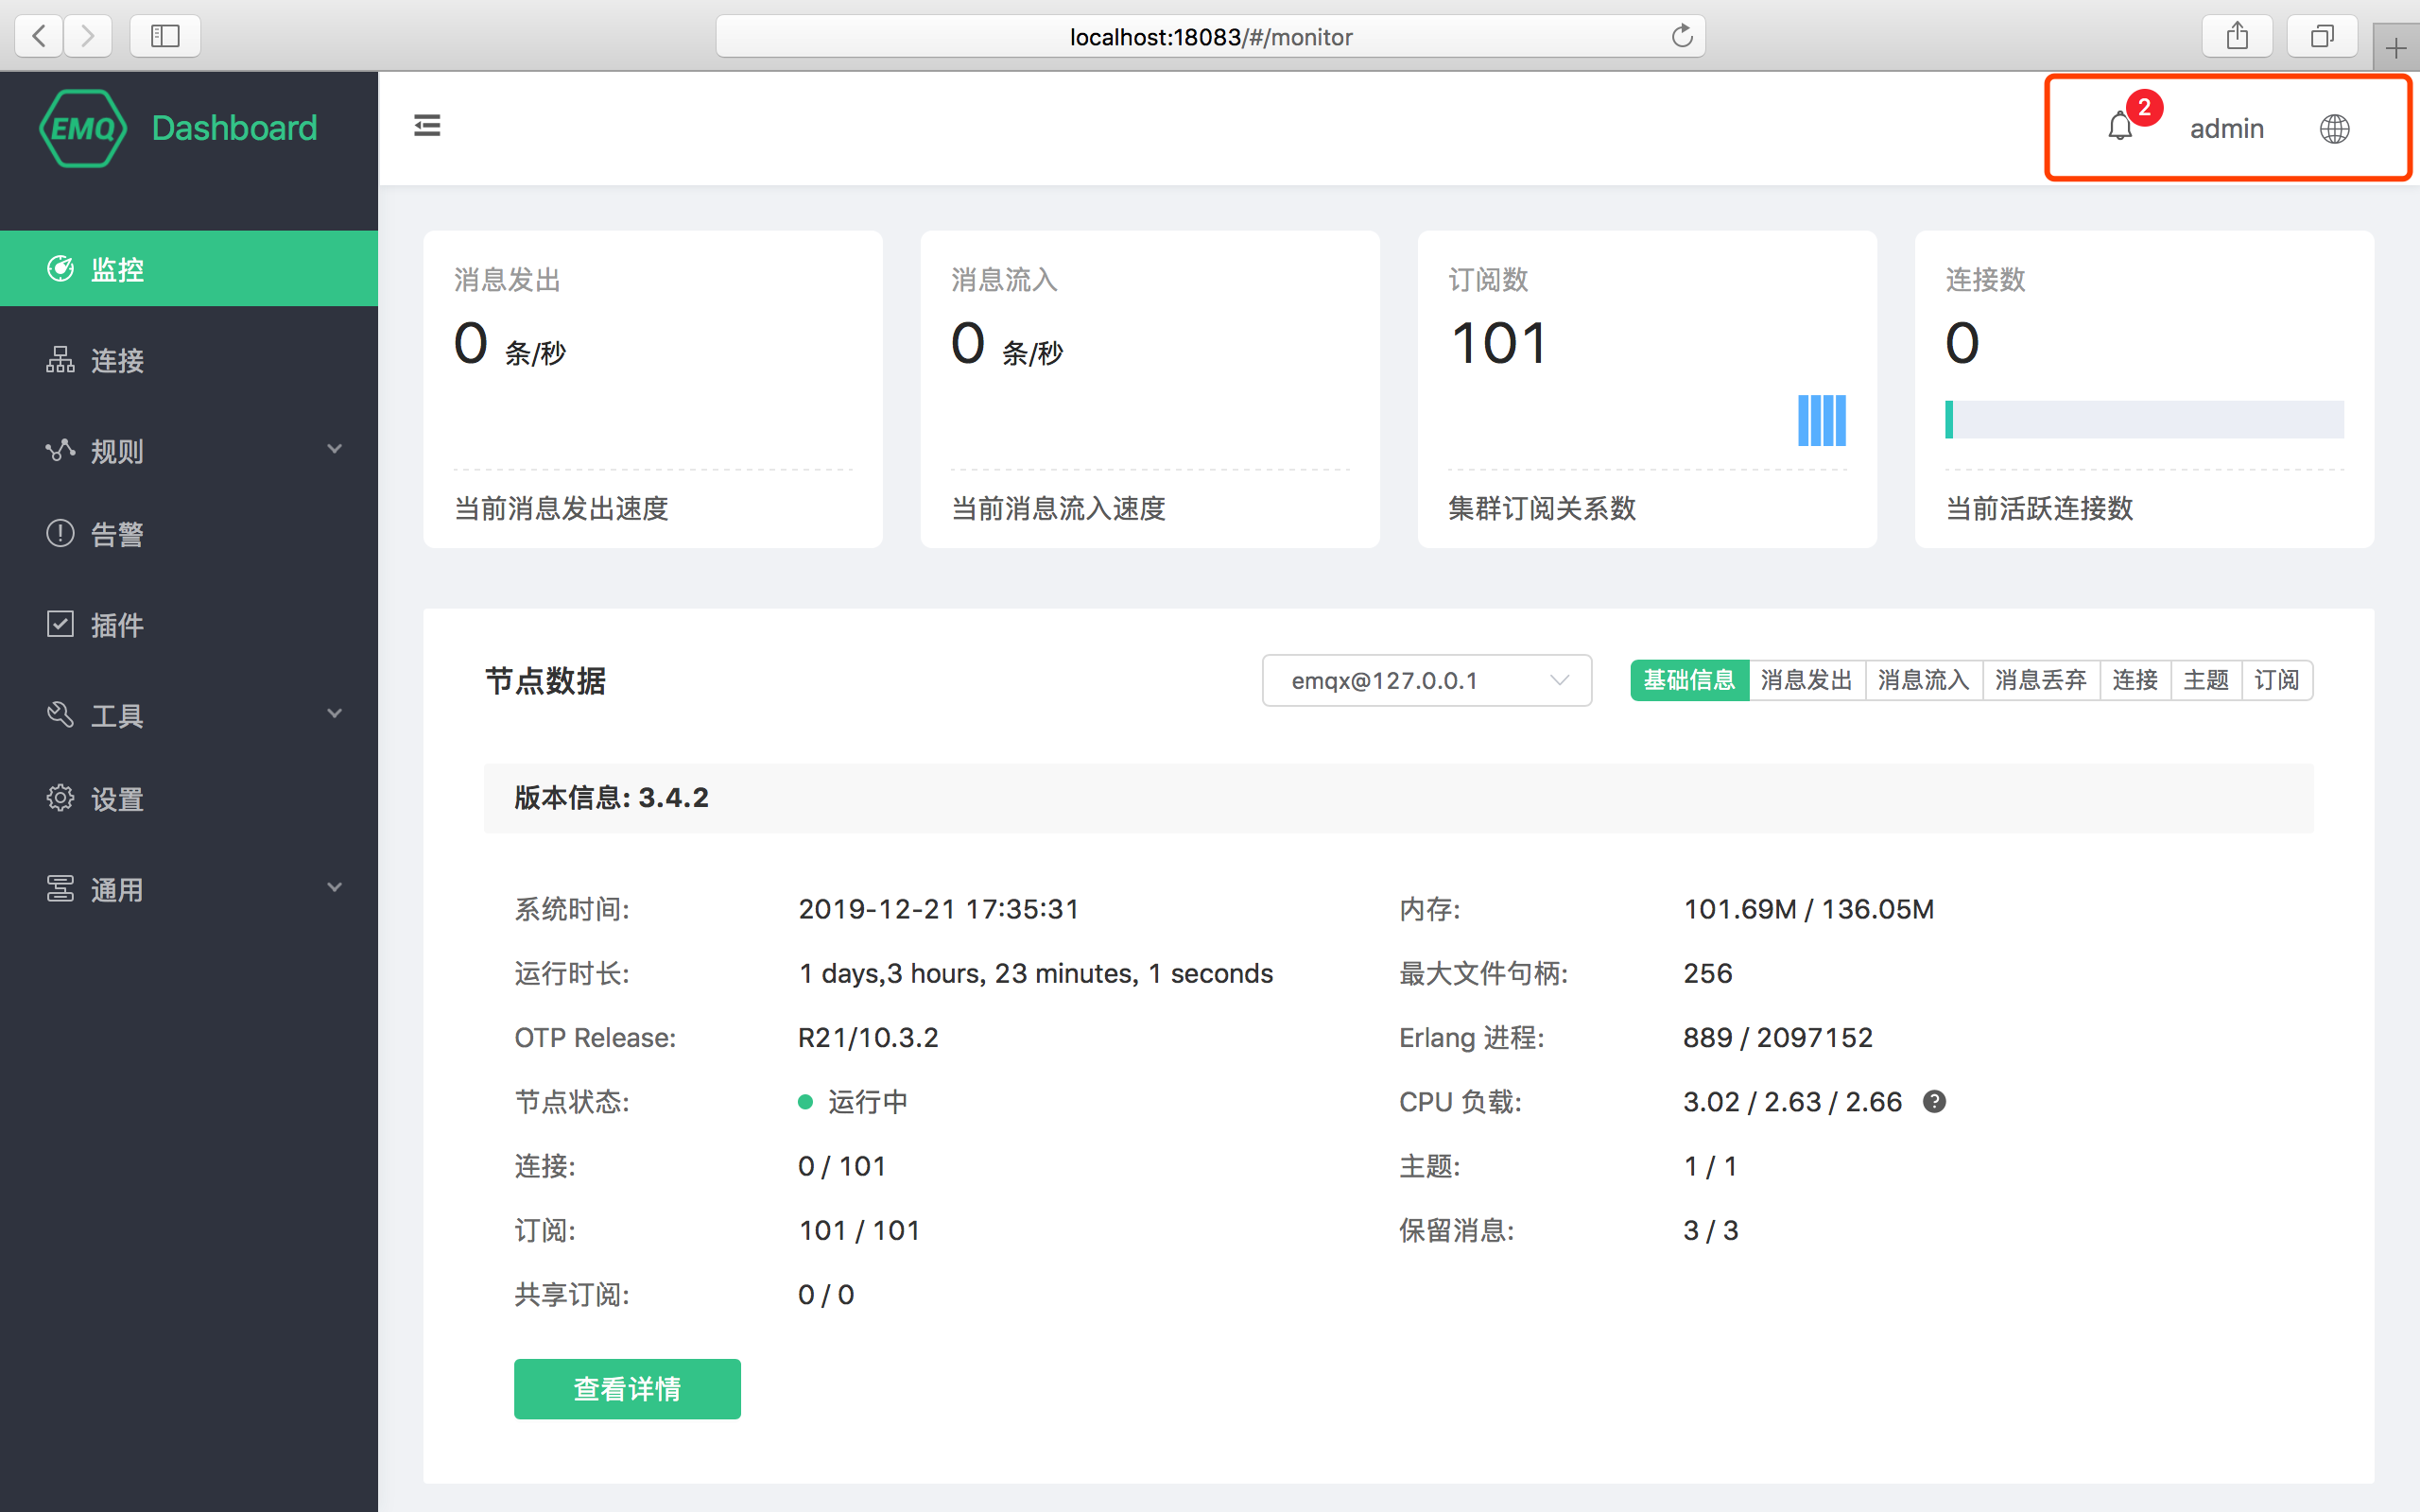 localhost:18083/#/monitor
EMQ Dashboard
2 admin
监控
连接
规则
告警
插件
工具
设置
通用
消息发出
0 条/秒
当前消息发出速度
消息流入
0 条/秒
当前消息流入速度
订阅数
101
集群订阅关系数
连接数
0
当前活跃连接数
节点数据
emqx@127.0.0.1
基础信息 消息发出 消息流入 消息丢弃 连接 主题 订阅
版本信息: 3.4.2
系统时间: 2019-12-21 17:35:31
内存: 101.69M / 136.05M
运行时长: 1 days,3 hours, 23 minutes, 1 seconds
最大文件句柄: 256
OTP Release: R21/10.3.2
Erlang 进程: 889 / 2097152
节点状态: 运行中
CPU 负载: 3.02 / 2.63 / 2.66 ?
连接: 0 / 101
主题: 1 / 1
订阅: 101 / 101
保留消息: 3 / 3
共享订阅: 0 / 0
查看详情